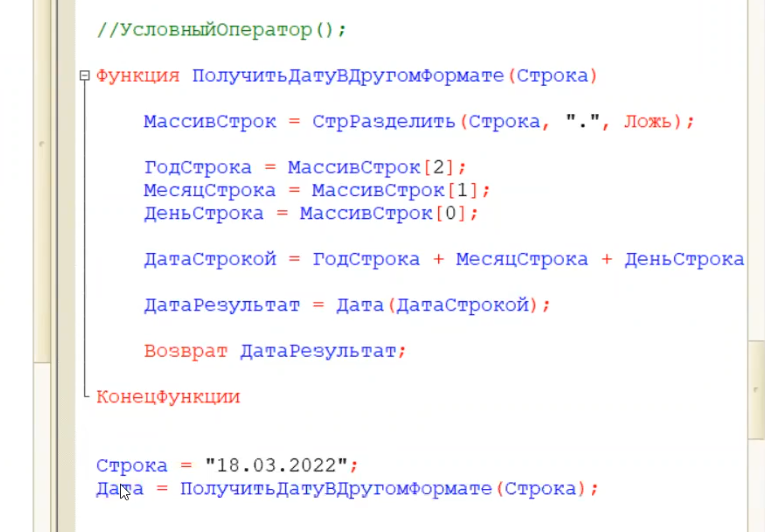 //УсловныйОператор();
Функция ПолучитьДатуВДругомФормате(Строка)
МассивСтрок = СтрРазделить(Строка, ".", Ложь);
ГодСтрока = МассивСтрок[2];
МесяцСтрока = МассивСтрок[1];
ДеньСтрока = МассивСтрок[0];
ДатаСтрокой = ГодСтрока + МесяцСтрока + ДеньСтрока
ДатаРезультат = Дата(ДатаСтрокой);
Возврат ДатаРезультат;
КонецФункции
Строка = "18.03.2022";
Дата = ПолучитьДатуВДругомФормате(Строка);